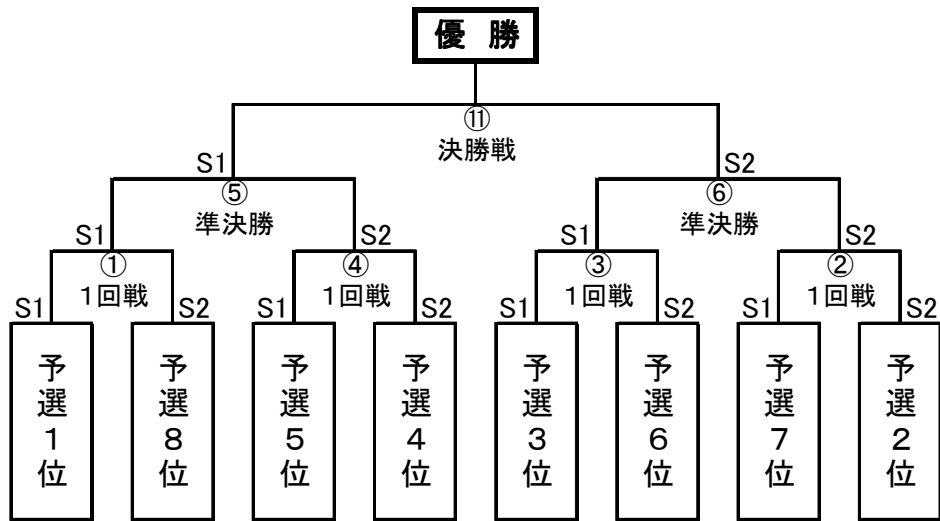 優 勝
⑪
決勝戦
S1 S2
⑤ ⑥
準決勝 準決勝
S1 S2 S1 S2
① ④ ③ ②
1回戦 1回戦 1回戦 1回戦
S1 S2 S1 S2 S1 S2 S1 S2
予選1位
予選8位
予選5位
予選4位
予選3位
予選6位
予選7位
予選2位